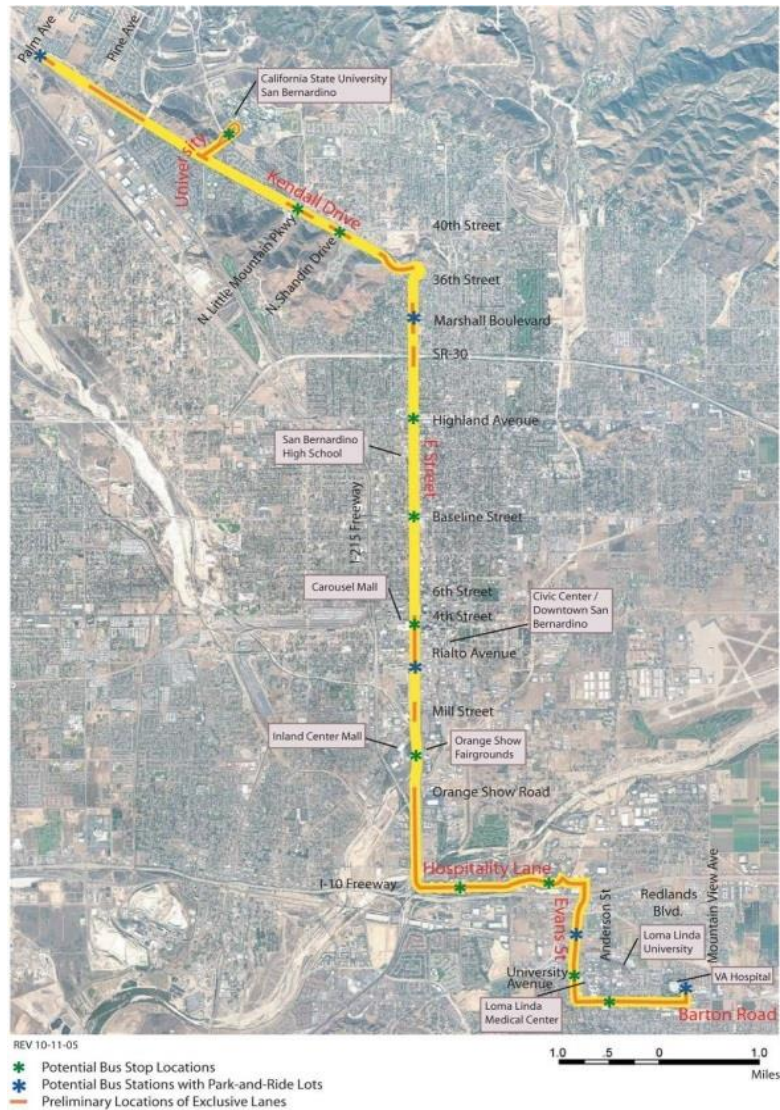 Palm Ave
Pine Ave
California State University
San Bernardino
University
Kendall Drive
N. Little Mountain Pkwy
N. Shandin Drive
40th Street
36th Street
Marshall Boulevard
SR-30
Highland Avenue
San Bernardino
High School
E Street
I-215 Freeway
Baseline Street
6th Street
Carousel Mall
4th Street
Civic Center /
Downtown San
Bernardino
Rialto Avenue
Mill Street
Inland Center Mall
Orange Show
Fairgrounds
Orange Show Road
Hospitality Lane
I-10 Freeway
Evans St
Anderson St
Redlands
Blvd.
Mountain View Ave
Loma Linda
University
University
Avenue
VA Hospital
Loma Linda
Medical Center
Barton Road
REV 10-11-05
1.0 .5 0 1.0
Miles
Potential Bus Stop Locations
Potential Bus Stations with Park-and-Ride Lots
Preliminary Locations of Exclusive Lanes